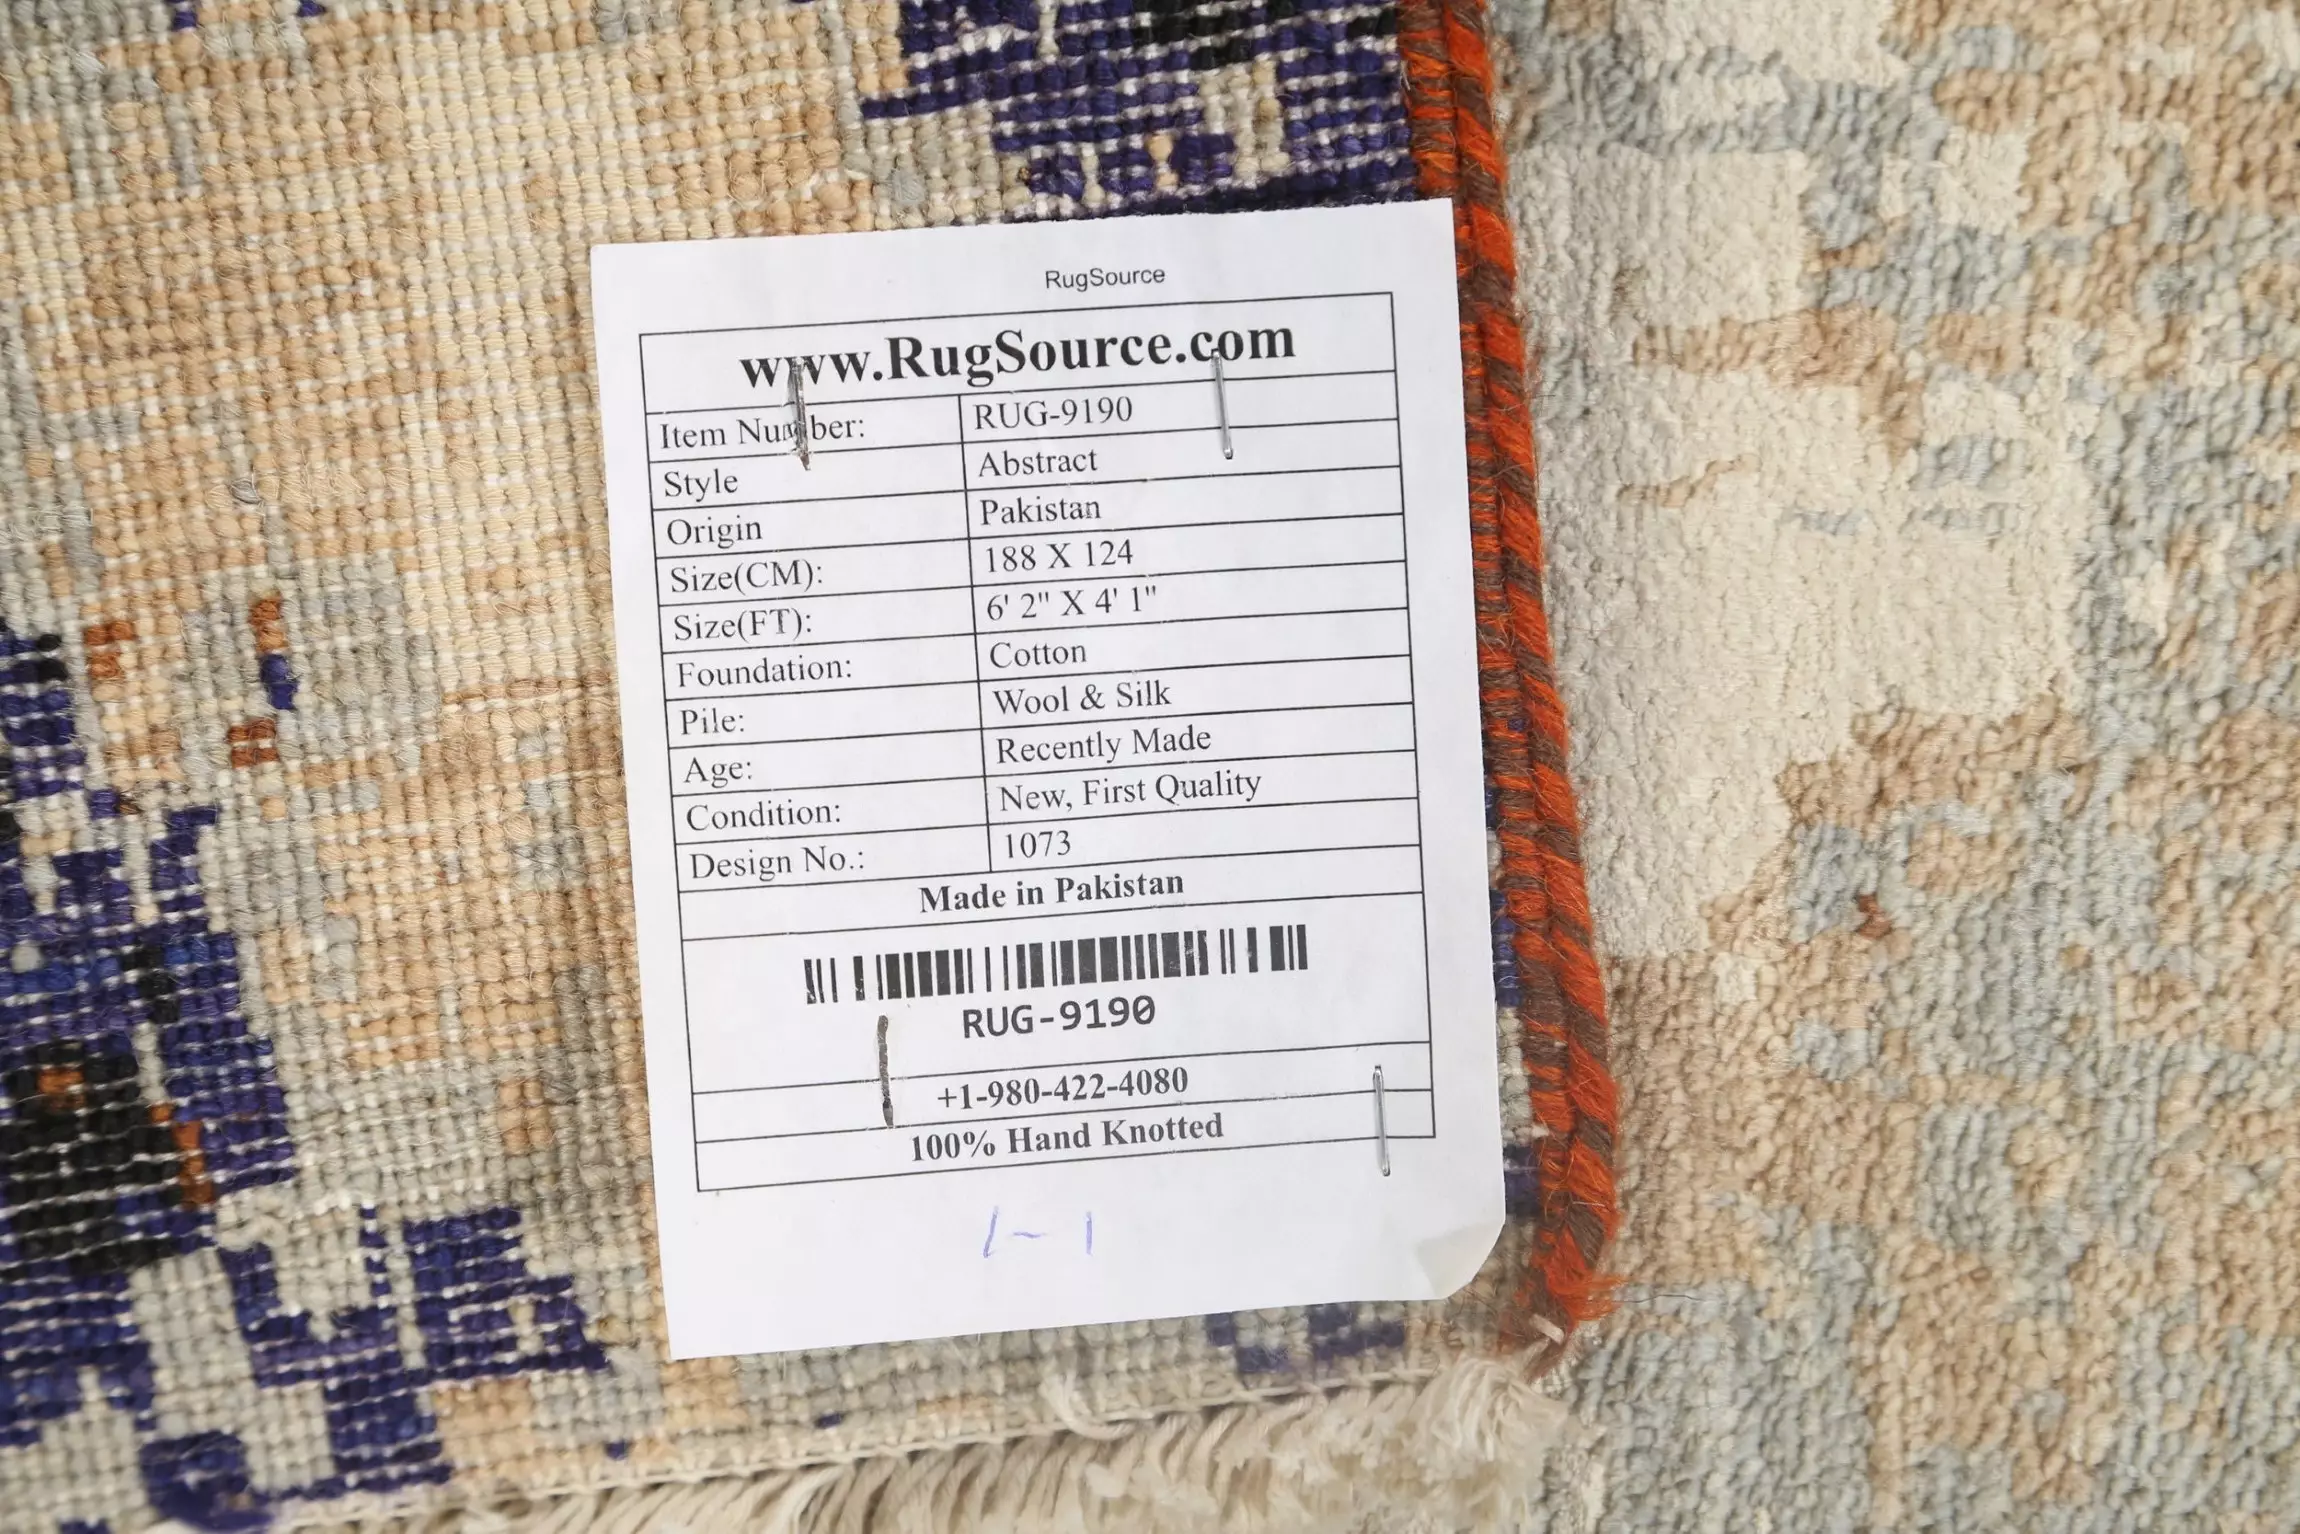 RugSource
www.RugSource.com
Item Number: RUG-9190
Style Abstract
Origin Pakistan
Size(CM): 188 X 124
Size(FT): 6' 2" X 4' 1"
Foundation: Cotton
Pile: Wool & Silk
Age: Recently Made
Condition: New, First Quality
Design No.: 1073
Made in Pakistan
RUG-9190
+1-980-422-4080
100% Hand Knotted